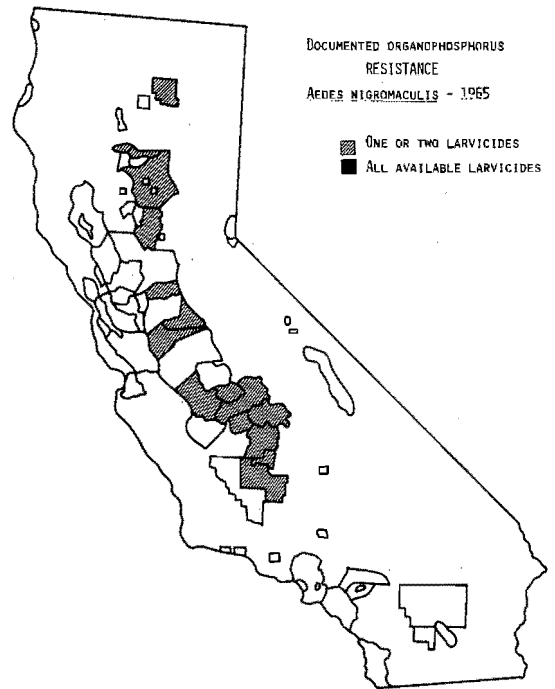 DOCUMENTED ORGANOPHOSPHORUS
RESISTANCE
AEDES NIGROMACULIS - 1965
ONE OR TWO LARVICIDES
ALL AVAILABLE LARVICIDES